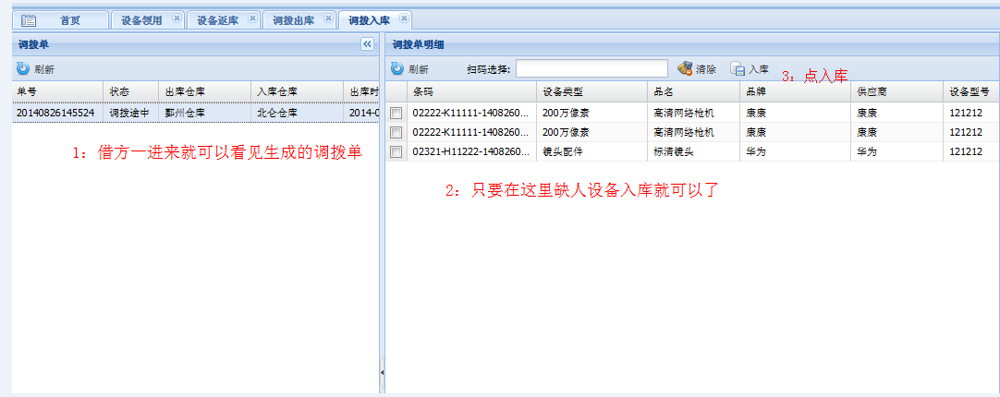 首页 设备领用 设备返库 调拨出库 调拨入库
调拨单
刷新
单号 状态 出库仓库 入库仓库 出库时
20140826145524 调拨途中 鄞州仓库 北仑仓库 2014-0
1：借方一进来就可以看见生成的调拨单
调拨单明细
刷新 扫码选择: 清除 入库
3：点入库
条码 设备类型 品名 品牌 供应商 设备型号
02222-K11111-1408260... 200万像素 高清网络枪机 康康 康康 121212
02222-K11111-1408260... 200万像素 高清网络枪机 康康 康康 121212
02321-H11222-1408260... 镜头配件 标清镜头 华为 华为 121212
2：只要在这里缺人设备入库就可以了